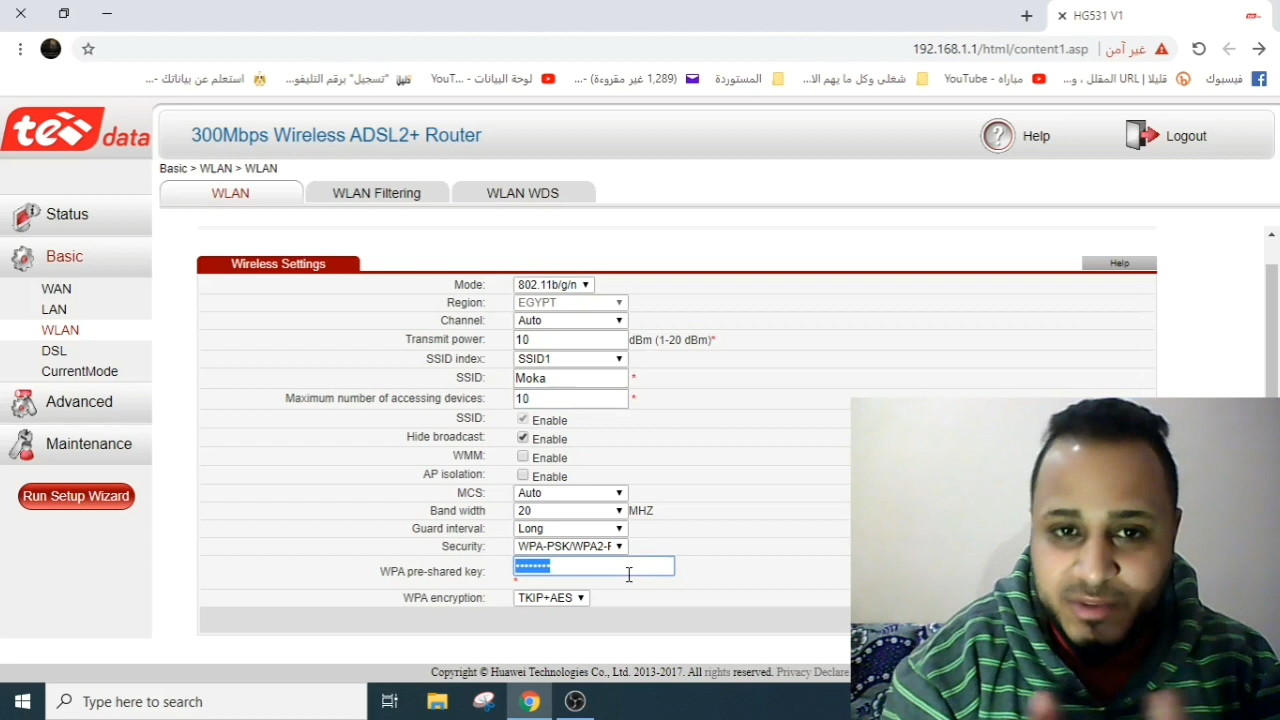 HG531 V1
192.168.1.1/html/content1.asp
غير آمن
فيسبوك
قليلا | URL المقلل ، و...
مباراه - YouTube
شغلى وكل ما يهم الا...
المستوردة
(1,289 غير مقروءة) -...
لوحة البيانات - YouT...
"تسجيل" برقم التليفو...
استعلم عن بياناتك -...
te data
300Mbps Wireless ADSL2+ Router
Help
Logout
Basic > WLAN > WLAN
WLAN
WLAN Filtering
WLAN WDS
Status
Basic
WAN
LAN
WLAN
DSL
CurrentMode
Advanced
Maintenance
Run Setup Wizard
Wireless Settings
Help
Mode: 802.11b/g/n
Region: EGYPT
Channel: Auto
Transmit power: 10 dBm (1-20 dBm)*
SSID index: SSID1
SSID: Moka *
Maximum number of accessing devices: 10 *
SSID: Enable
Hide broadcast: Enable
WMM: Enable
AP isolation: Enable
MCS: Auto
Band width 20 MHZ
Guard interval: Long
Security: WPA-PSK/WPA2-F
WPA pre-shared key: ••••••••
*
WPA encryption: TKIP+AES
Copyright © Huawei Technologies Co., Ltd. 2013-2017. All rights reserved. Privacy Declare
Type here to search